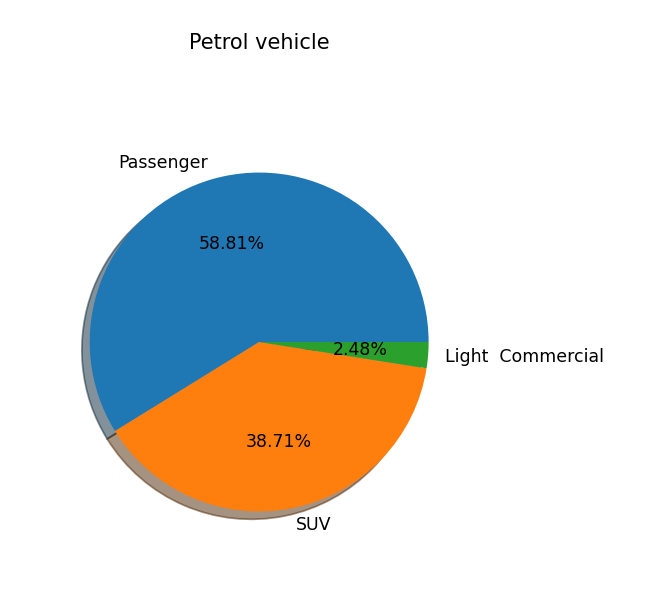 Petrol vehicle
Passenger
58.81%
2.48%
Light  Commercial
38.71%
SUV